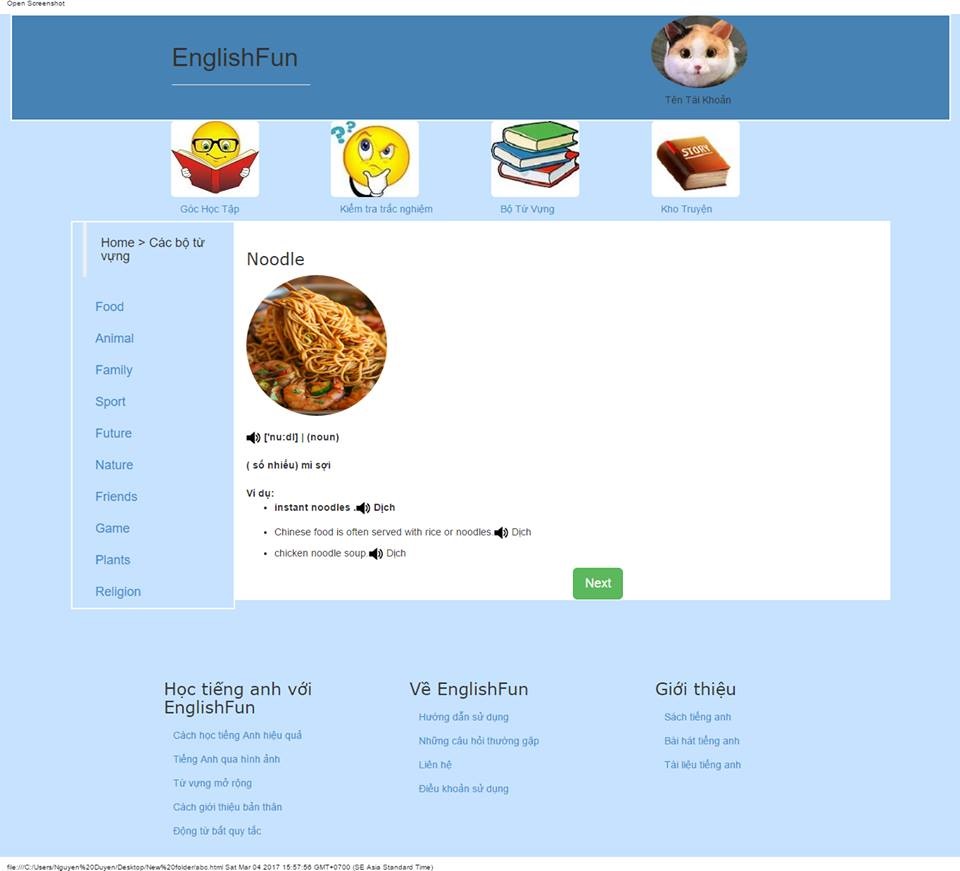 Open Screenshot
EnglishFun
Tên Tài Khoản
??
STORY
Góc Học Tập
Kiểm tra trắc nghiệm
Bộ Từ Vựng
Kho Truyện
Home > Các bộ từ
vựng
Food
Animal
Family
Sport
Future
Nature
Friends
Game
Plants
Religion
Noodle
['nu:dl] | (noun)
( số nhiều) mì sợi
Ví dụ:
instant noodles . Dịch
Chinese food is often served with rice or noodles. Dịch
chicken noodle soup. Dịch
Next
Học tiếng anh với
EnglishFun
Cách học tiếng Anh hiệu quả
Tiếng Anh qua hình ảnh
Từ vựng mở rộng
Cách giới thiệu bản thân
Động từ bất quy tắc
Về EnglishFun
Hướng dẫn sử dụng
Những câu hỏi thường gặp
Liên hệ
Điều khoản sử dụng
Giới thiệu
Sách tiếng anh
Bài hát tiếng anh
Tài liệu tiếng anh
file:///C:/Users/Nguyen%20Duyen/Desktop/New%20folder/abc.html Sat Mar 04 2017 15:57:56 GMT+0700 (SE Asia Standard Time)